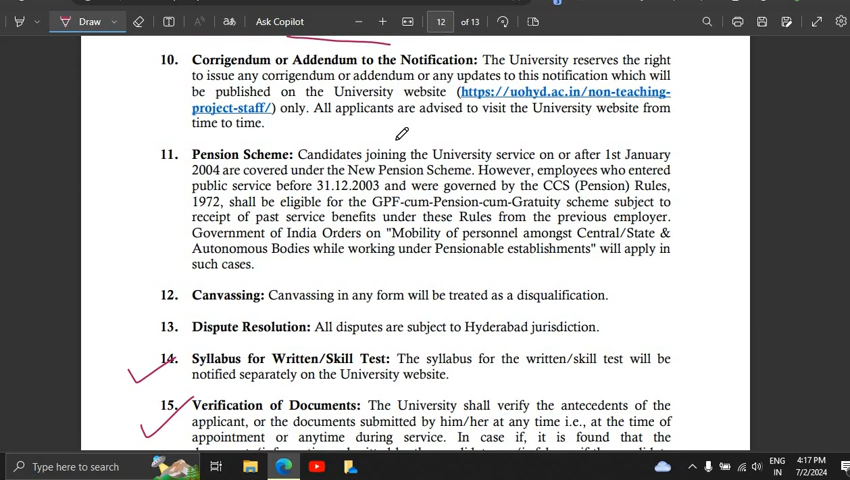 Draw
Ask Copilot
12 of 13
10. Corrigendum or Addendum to the Notification: The University reserves the right
to issue any corrigendum or addendum or any updates to this notification which will
be published on the University website (https://uohyd.ac.in/non-teaching-
project-staff/) only. All applicants are advised to visit the University website from
time to time.
11. Pension Scheme: Candidates joining the University service on or after 1st January
2004 are covered under the New Pension Scheme. However, employees who entered
public service before 31.12.2003 and were governed by the CCS (Pension) Rules,
1972, shall be eligible for the GPF-cum-Pension-cum-Gratuity scheme subject to
receipt of past service benefits under these Rules from the previous employer.
Government of India Orders on "Mobility of personnel amongst Central/State &
Autonomous Bodies while working under Pensionable establishments" will apply in
such cases.
12. Canvassing: Canvassing in any form will be treated as a disqualification.
13. Dispute Resolution: All disputes are subject to Hyderabad jurisdiction.
14. Syllabus for Written/Skill Test: The syllabus for the written/skill test will be
notified separately on the University website.
15. Verification of Documents: The University shall verify the antecedents of the
applicant, or the documents submitted by him/her at any time i.e., at the time of
appointment or anytime during service. In case if, it is found that the
Type here to search
ENG
IN
4:17 PM
7/2/2024